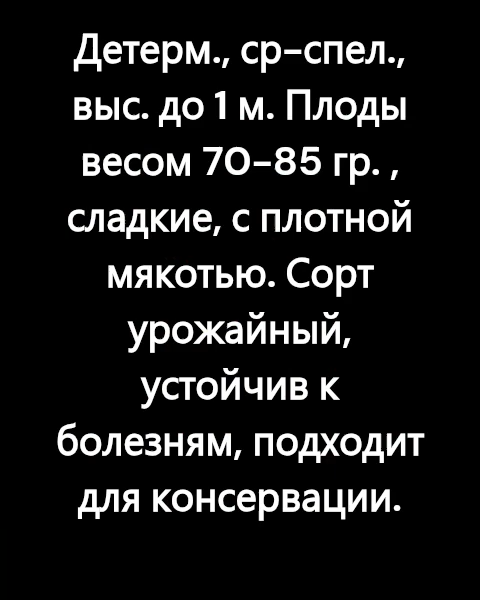 Детерм., ср-спел.,
выс. до 1 м. Плоды
весом 70-85 гр. ,
сладкие, с плотной
мякотью. Сорт
урожайный,
устойчив к
болезням, подходит
для консервации.